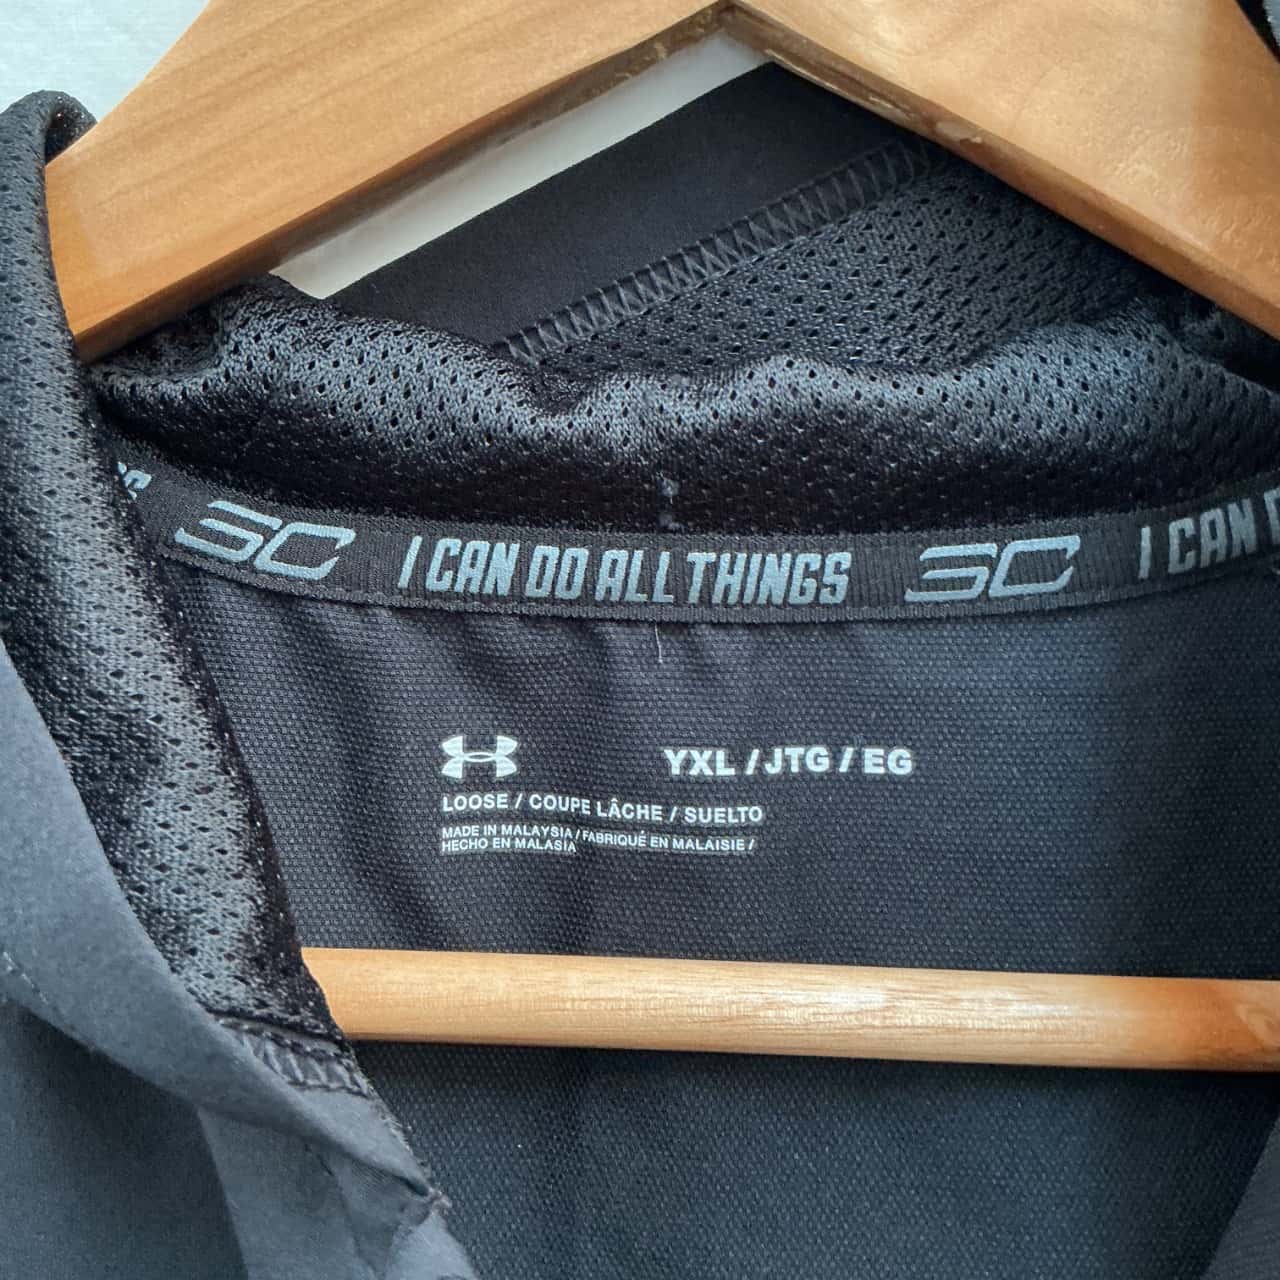 SC I CAN DO ALL THINGS SC I CAN
YXL / JTG / EG
LOOSE / COUPE LÂCHE / SUELTO
MADE IN MALAYSIA / FABRIQUÉ EN MALAISIE /
HECHO EN MALASIA